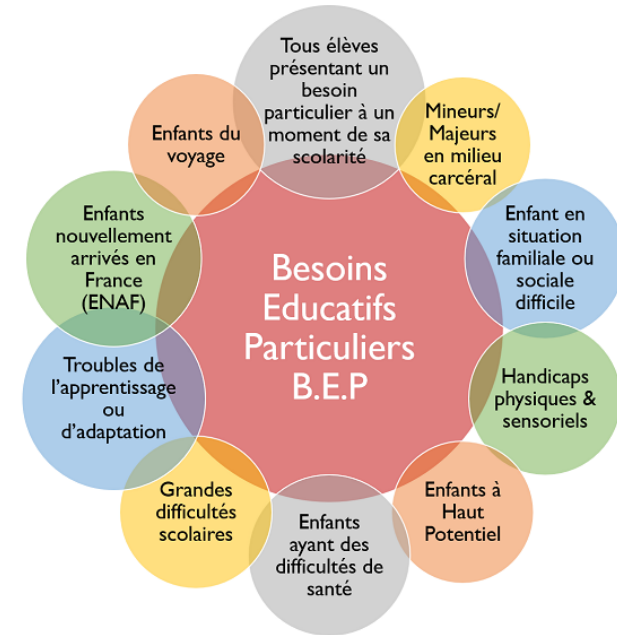 Tous élèves
présentant un
besoin
particulier à un
moment de sa
scolarité
Mineurs/
Majeurs
en milieu
carcéral
Enfant en
situation
familiale ou
sociale
difficile
Handicaps
physiques &
sensoriels
Enfants à
Haut
Potentiel
Enfants
ayant des
difficultés de
santé
Grandes
difficultés
scolaires
Troubles de
l'apprentissage
ou
d'adaptation
Enfants
nouvellement
arrivés en
France
(ENAF)
Enfants du
voyage
Besoins
Educatifs
Particuliers
B.E.P